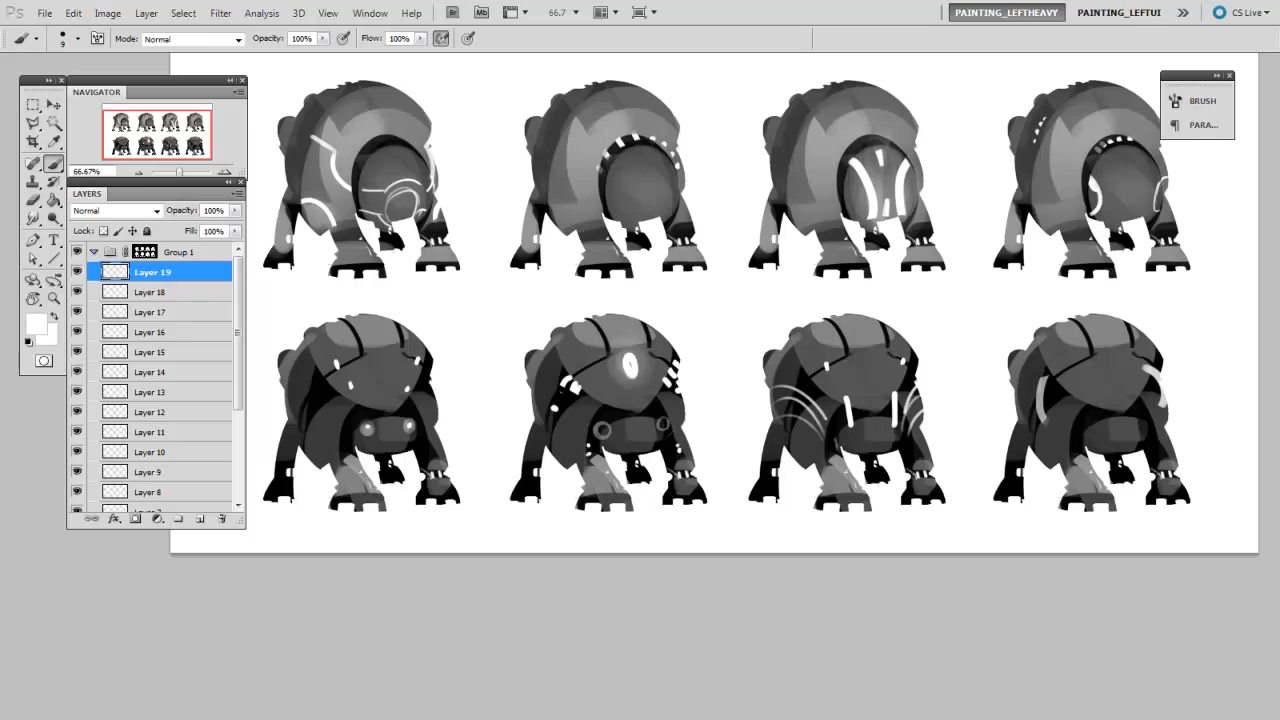 Ps File Edit Image Layer Select Filter Analysis 3D View Window Help Br Mb 66.7 PAINTING_LEFTHEAVY PAINTING_LEFTUI CS Live
9 Mode: Normal Opacity: 100% Flow: 100%
NAVIGATOR
66.67%
LAYERS
Normal Opacity: 100%
Lock: Fill: 100%
Group 1
Layer 19
Layer 18
Layer 17
Layer 16
Layer 15
Layer 14
Layer 13
Layer 12
Layer 11
Layer 10
Layer 9
Layer 8
BRUSH
PARA...